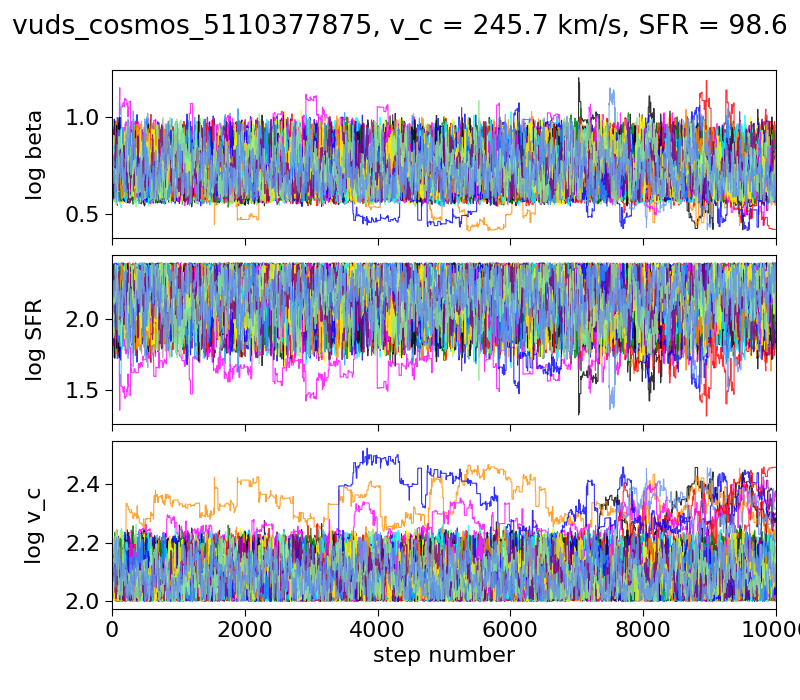 vuds_cosmos_5110377875, v_c = 245.7 km/s, SFR = 98.6
1.0
0.5
log beta
2.0
1.5
log SFR
2.4
2.2
2.0
log v_c
0 2000 4000 6000 8000 10000
step number